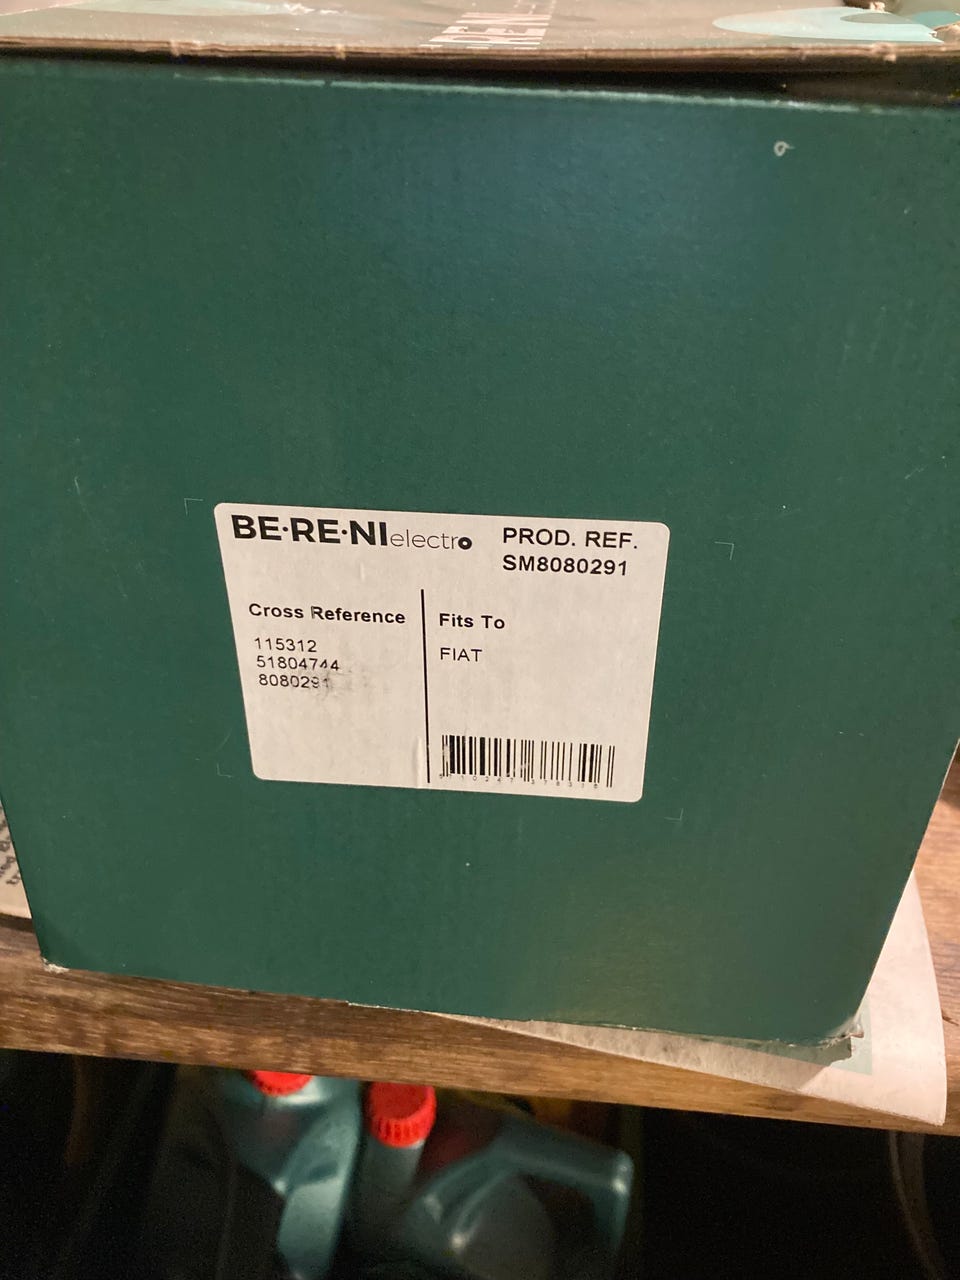 BE·RE·NI electro
PROD. REF.
SM8080291
Cross Reference
115312
51804744
8080291
Fits To
FIAT